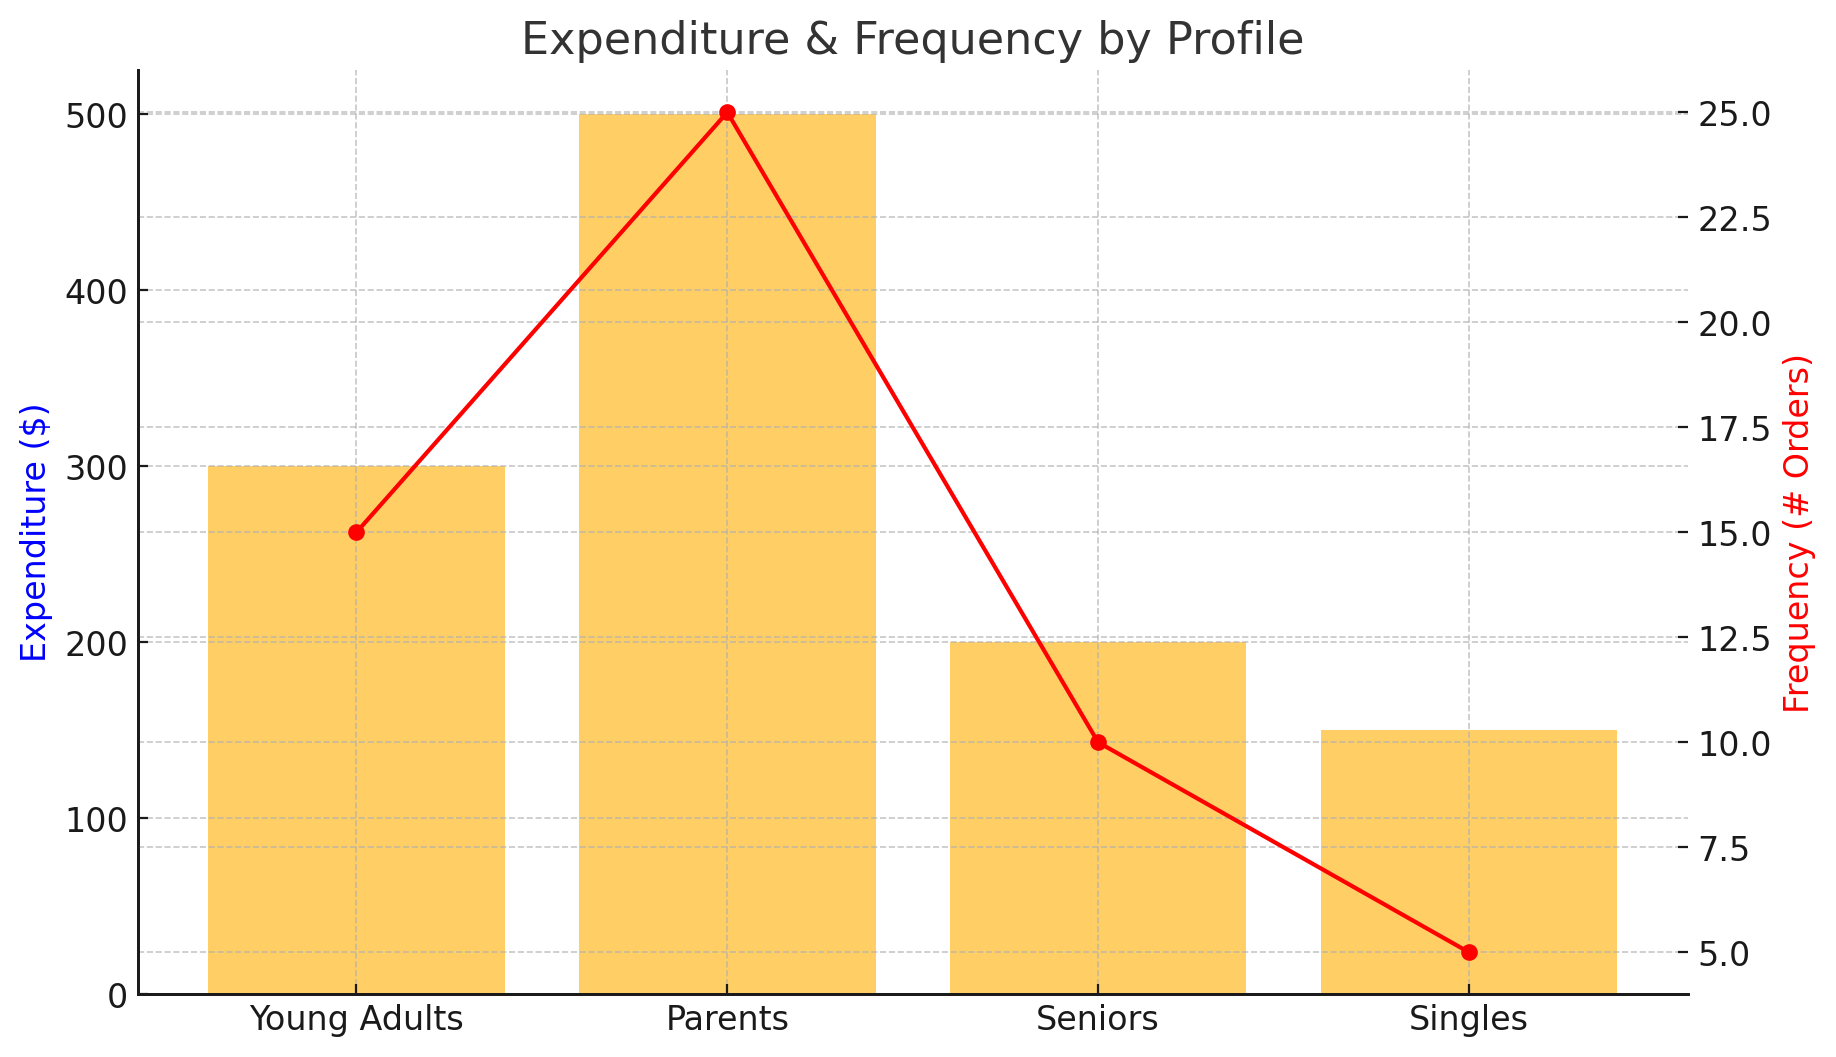 Expenditure & Frequency by Profile
Expenditure ($)
500
400
300
200
100
0
25.0
22.5
20.0
17.5
15.0
12.5
10.0
7.5
5.0
Frequency (# Orders)
Young Adults
Parents
Seniors
Singles